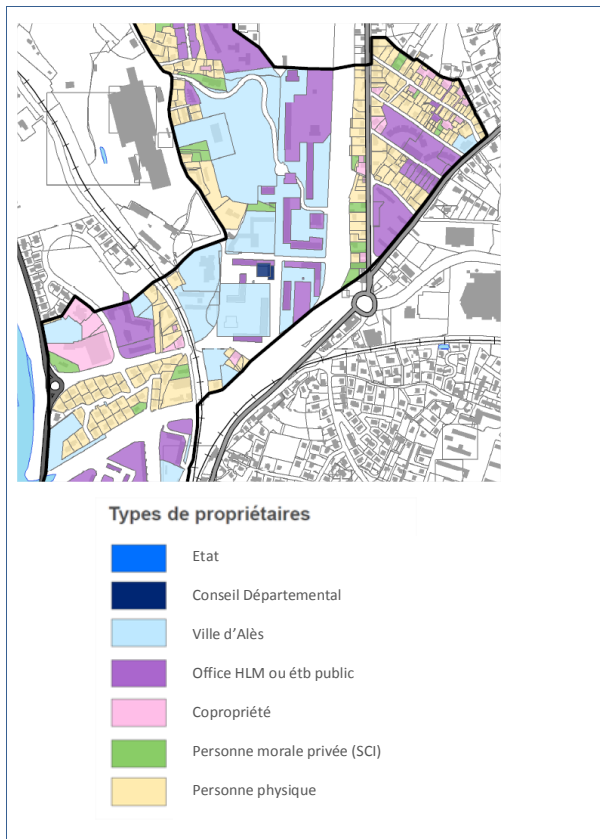 Types de propriétaires
Etat
Conseil Départemental
Ville d’Alès
Office HLM ou étb public
Copropriété
Personne morale privée (SCI)
Personne physique